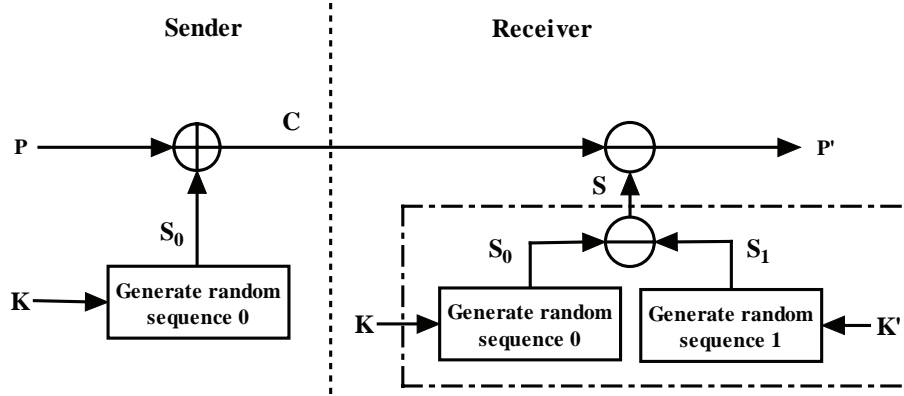 Sender
Receiver
P
C
P'
S
S0
S0
S1
K
Generate random
sequence 0
K
Generate random
sequence 0
Generate random
sequence 1
K'